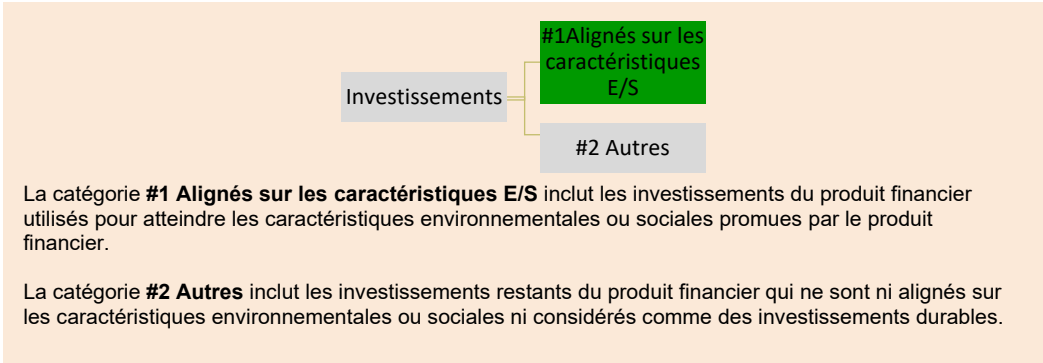 #1Alignés sur les
caractéristiques
E/S
Investissements
#2 Autres
La catégorie #1 Alignés sur les caractéristiques E/S inclut les investissements du produit financier
utilisés pour atteindre les caractéristiques environnementales ou sociales promues par le produit
financier.
La catégorie #2 Autres inclut les investissements restants du produit financier qui ne sont ni alignés sur
les caractéristiques environnementales ou sociales ni considérés comme des investissements durables.